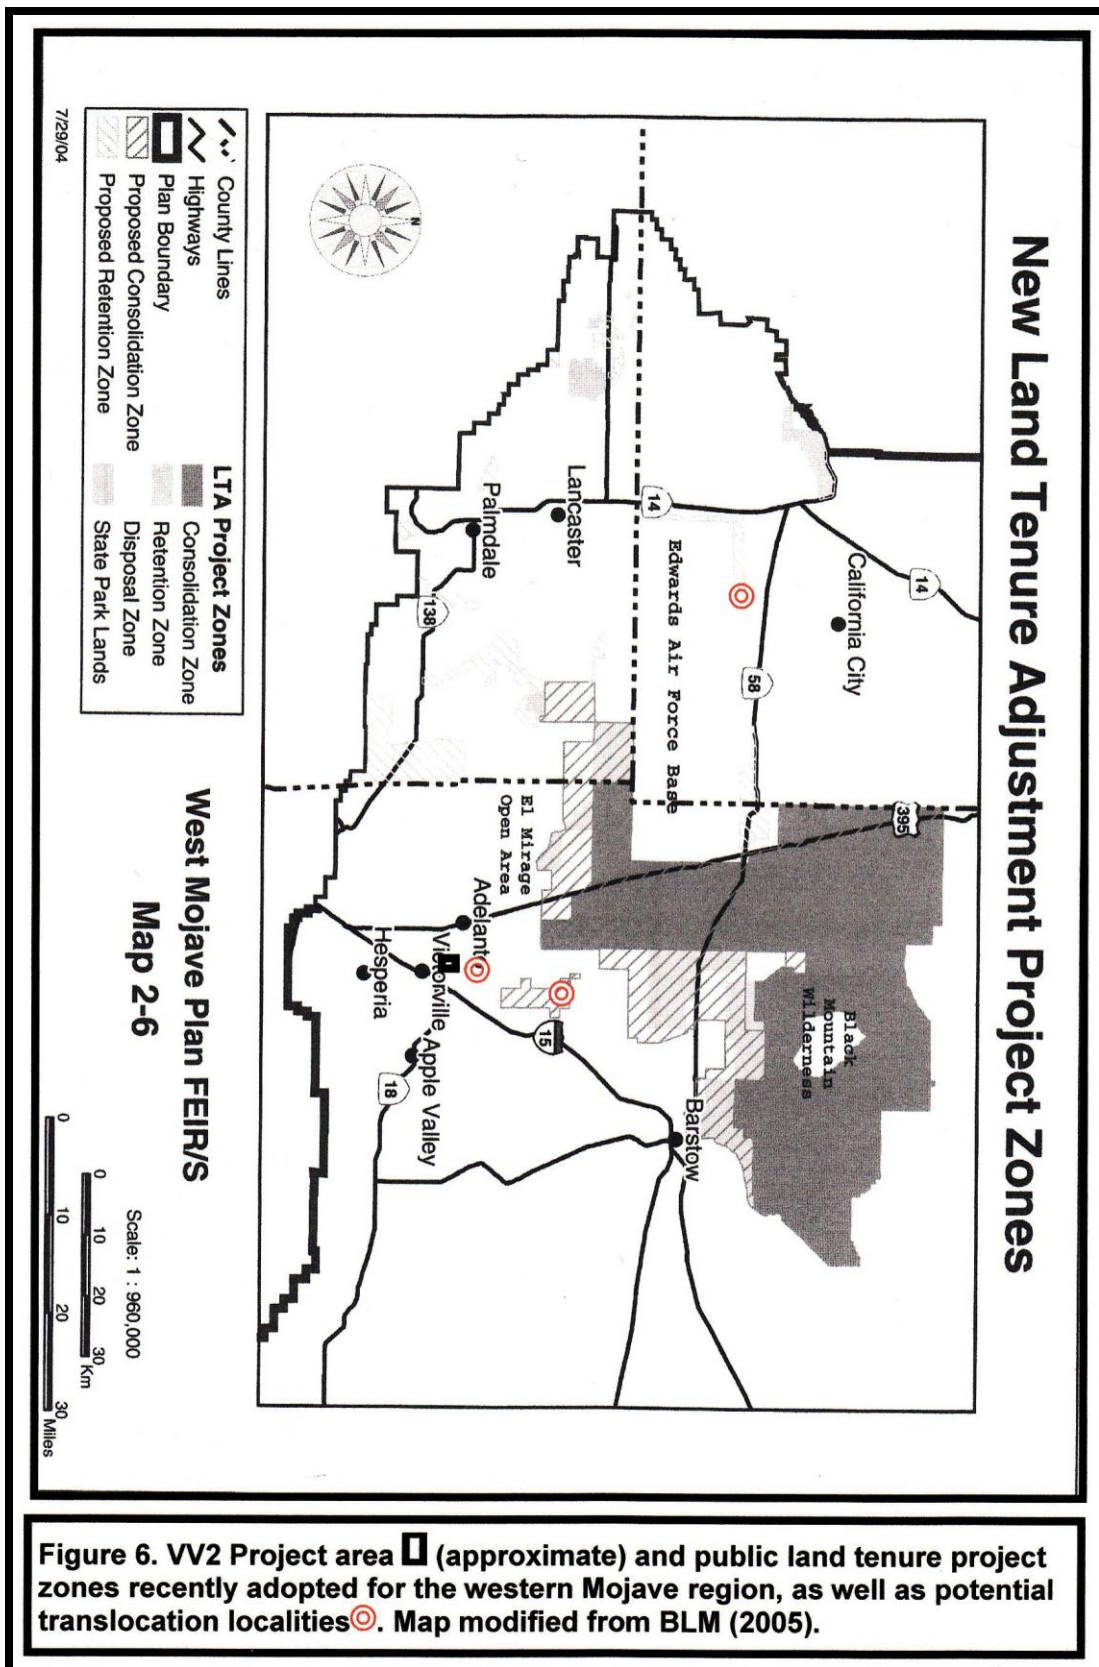 New Land Tenure Adjustment Project Zones
14
California City
395
58
Black
Mountain
Wilderness
Edwards Air Force Base
14
Barstow
Lancaster
El Mirage
Open Area
15
Palmdale
Adelanto
138
Victorville
Apple Valley
Hesperia
18
N
County Lines
Highways
Plan Boundary
Proposed Consolidation Zone
Proposed Retention Zone
LTA Project Zones
Consolidation Zone
Retention Zone
Disposal Zone
State Park Lands
West Mojave Plan FEIR/S
Map 2-6
Scale: 1 : 960,000
0 10 20 30 Km
0 10 20 30 Miles
7/29/04
Figure 6. VV2 Project area (approximate) and public land tenure project
zones recently adopted for the western Mojave region, as well as potential
translocation localities. Map modified from BLM (2005).